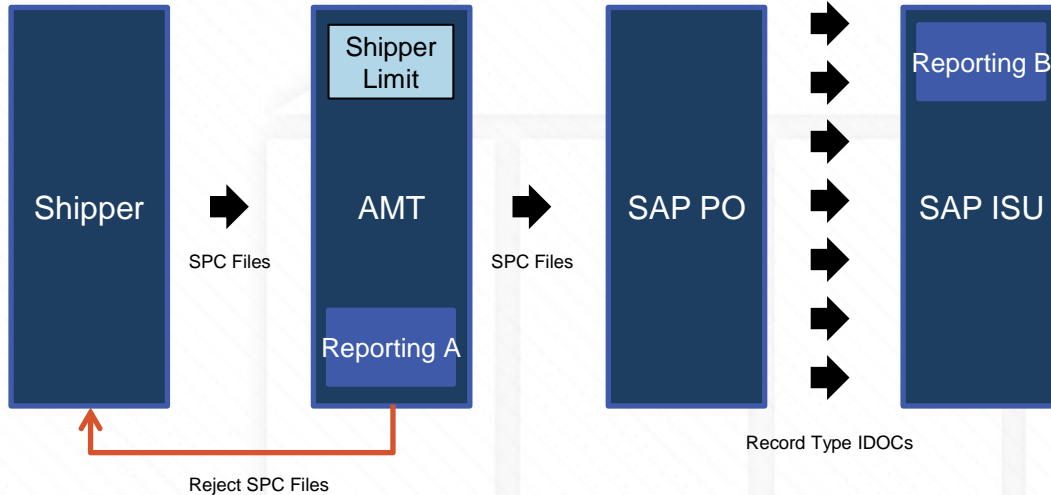 Shipper
Limit
Reporting B
Shipper
AMT
SAP PO
SAP ISU
SPC Files
SPC Files
Reporting A
Record Type IDOCs
Reject SPC Files